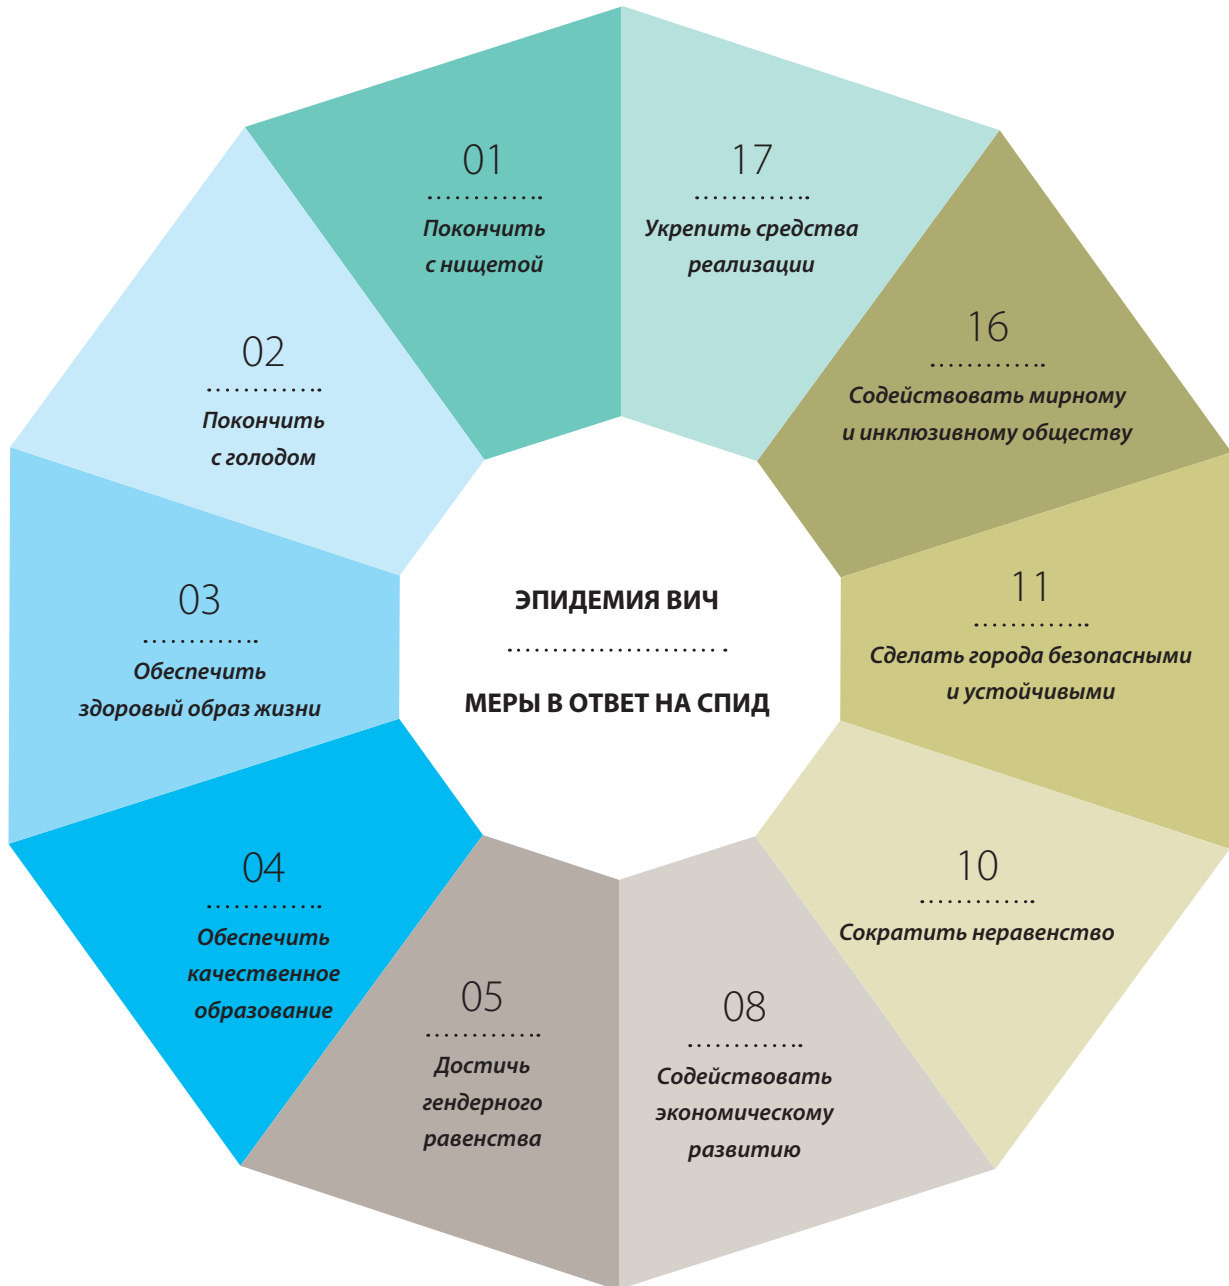 01
Покончить
с нищетой
17
Укрепить средства
реализации
02
Покончить
с голодом
16
Содействовать мирному
и инклюзивному обществу
03
Обеспечить
здоровый образ жизни
ЭПИДЕМИЯ ВИЧ
МЕРЫ В ОТВЕТ НА СПИД
11
Сделать города безопасными
и устойчивыми
04
Обеспечить
качественное
образование
10
Сократить неравенство
05
Достичь
гендерного
равенства
08
Содействовать
экономическому
развитию